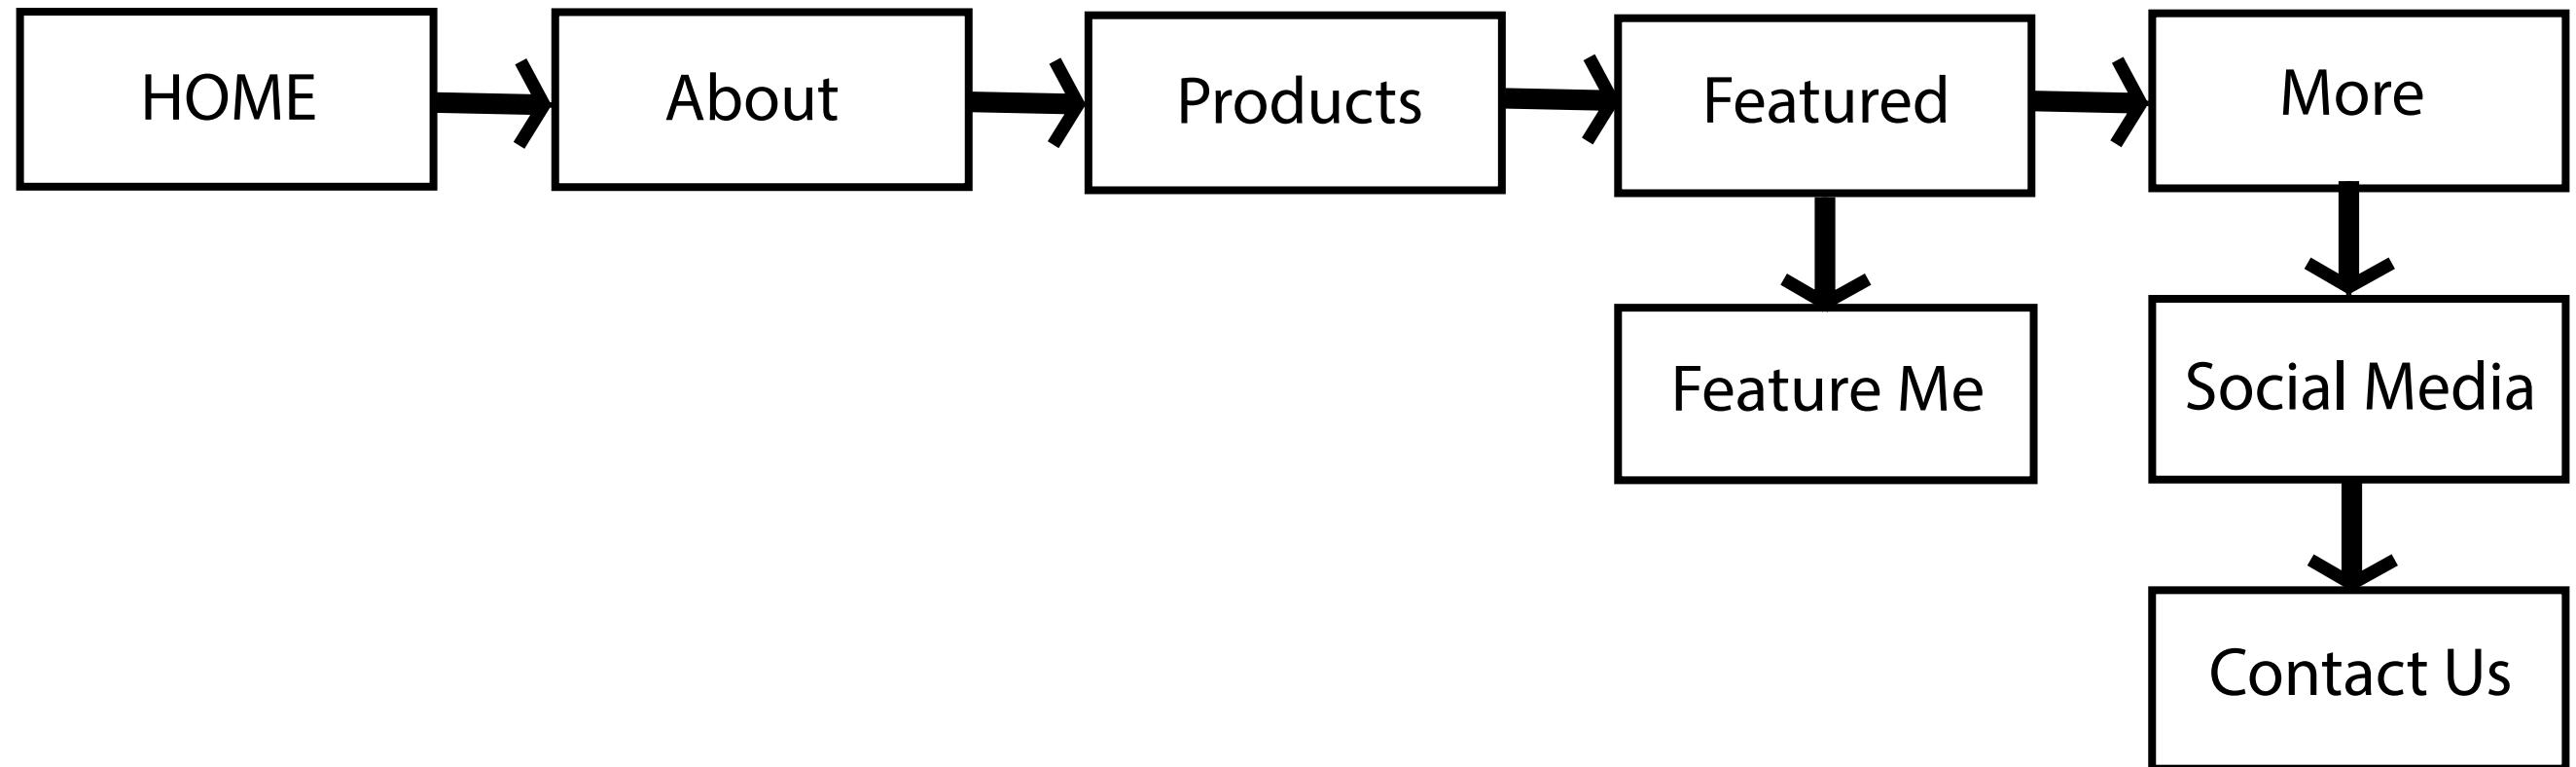 HOME
About
Products
Featured
More
Feature Me
Social Media
Contact Us